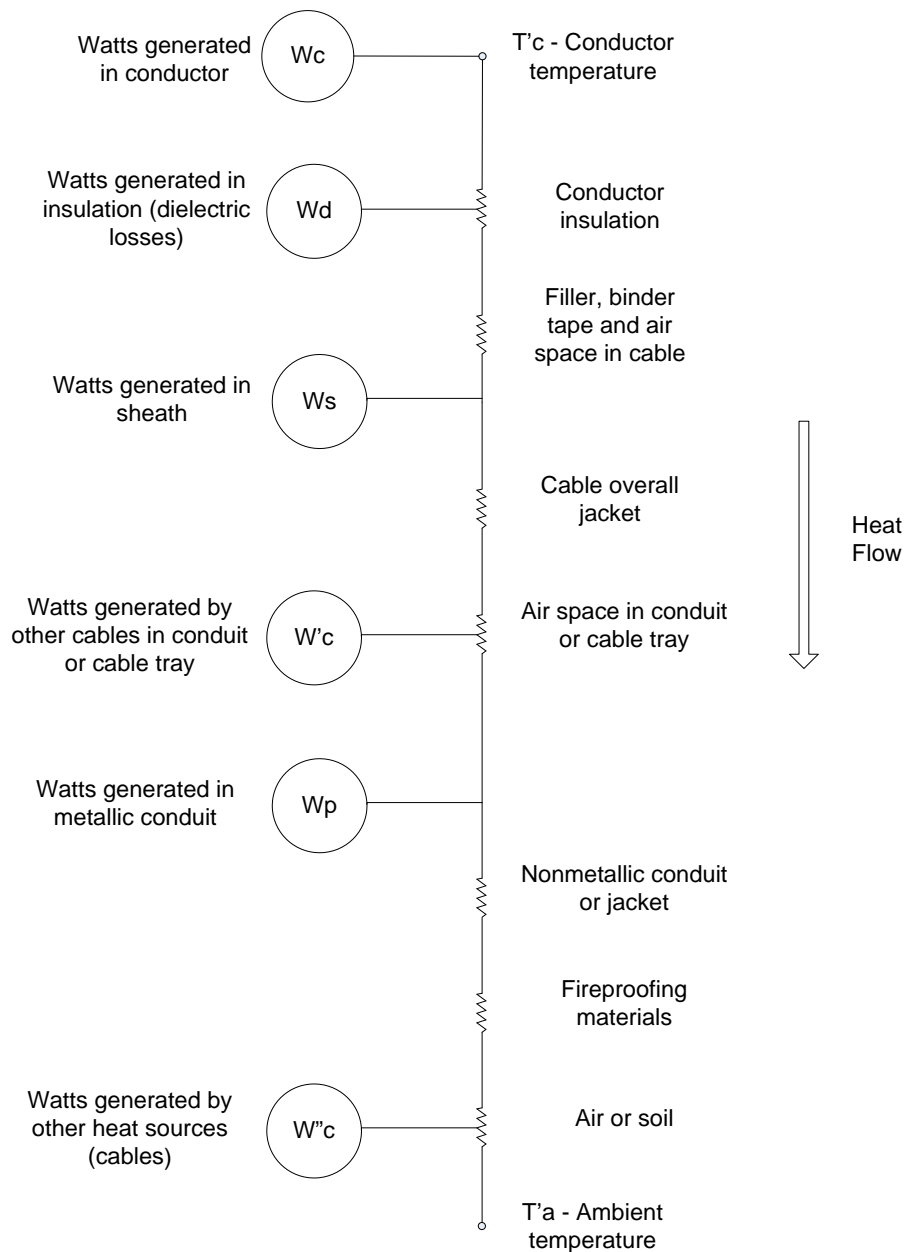 Watts generated
in conductor
Wc
T'c - Conductor
temperature
Watts generated in
insulation (dielectric
losses)
Wd
Conductor
insulation
Filler, binder
tape and air
space in cable
Watts generated in
sheath
Ws
Cable overall
jacket
Heat
Flow
Watts generated by
other cables in conduit
or cable tray
W'c
Air space in conduit
or cable tray
Watts generated in
metallic conduit
Wp
Nonmetallic conduit
or jacket
Fireproofing
materials
Watts generated by
other heat sources
(cables)
W"c
Air or soil
T'a - Ambient
temperature